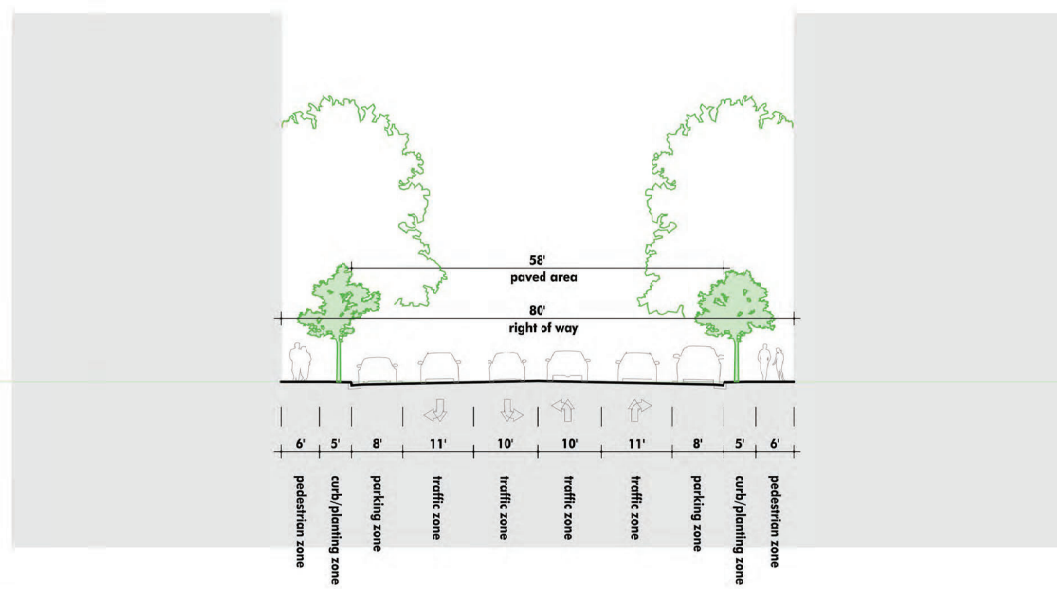 58'
paved area
80'
right of way
6' 5' 8' 11' 10' 10' 11' 8' 5' 6'
pedestrian zone
curb/planting zone
parking zone
traffic zone
traffic zone
traffic zone
traffic zone
parking zone
curb/planting zone
pedestrian zone